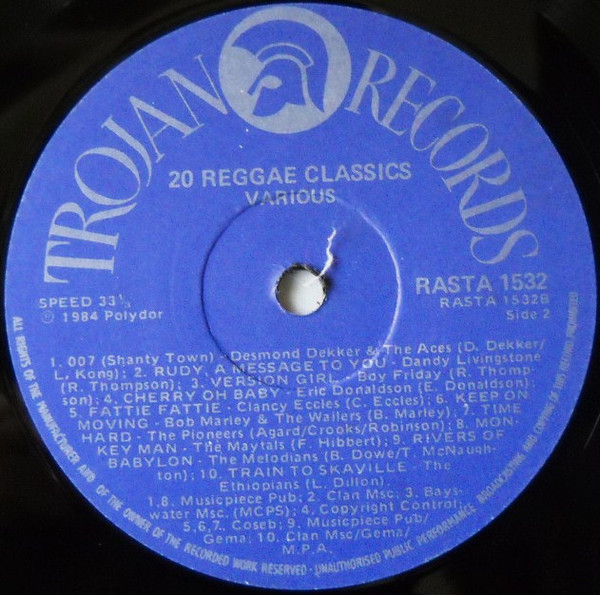 TROJAN RECORDS
20 REGGAE CLASSICS
VARIOUS
RASTA 1532
RASTA 1532B
Side 2
SPEED 33⅓
℗ 1984 Polydor
1. 007 (Shanty Town) - Desmond Dekker & The Aces (D. Dekker/
L. Kong); 2. RUDY, A MESSAGE TO YOU - Dandy Livingstone
(R. Thompson); 3. VERSION GIRL - Boy Friday (R. Thomp-
son); 4. CHERRY OH BABY - Eric Donaldson (E. Donaldson);
5. FATTIE FATTIE - Clancy Eccles (C. Eccles); 6. KEEP ON
MOVING - Bob Marley & The Wailers (B. Marley); 7. TIME
HARD - The Pioneers (Agard/Crooks/Robinson); 8. MON-
KEY MAN - The Maytals (F. Hibbert); 9. RIVERS OF
BABYLON - The Melodians (B. Dowe/T. McNaugh-
ton); 10. TRAIN TO SKAVILLE - The
Ethiopians (L. Dillon).
1,8. Musicpiece Pub; 2. Clan Msc; 3. Bays-
water Msc. (MCPS); 4. Copyright Control;
5,6,7.. Coseb; 9. Musicpiece Pub/
Gema; 10. Clan Msc/Gema/
M.P.A.
ALL RIGHTS OF THE MANUFACTURER AND OF THE OWNER OF THE RECORDED WORK RESERVED - UNAUTHORISED PUBLIC PERFORMANCE BROADCASTING AND COPYING OF THIS RECORD PROHIBITED